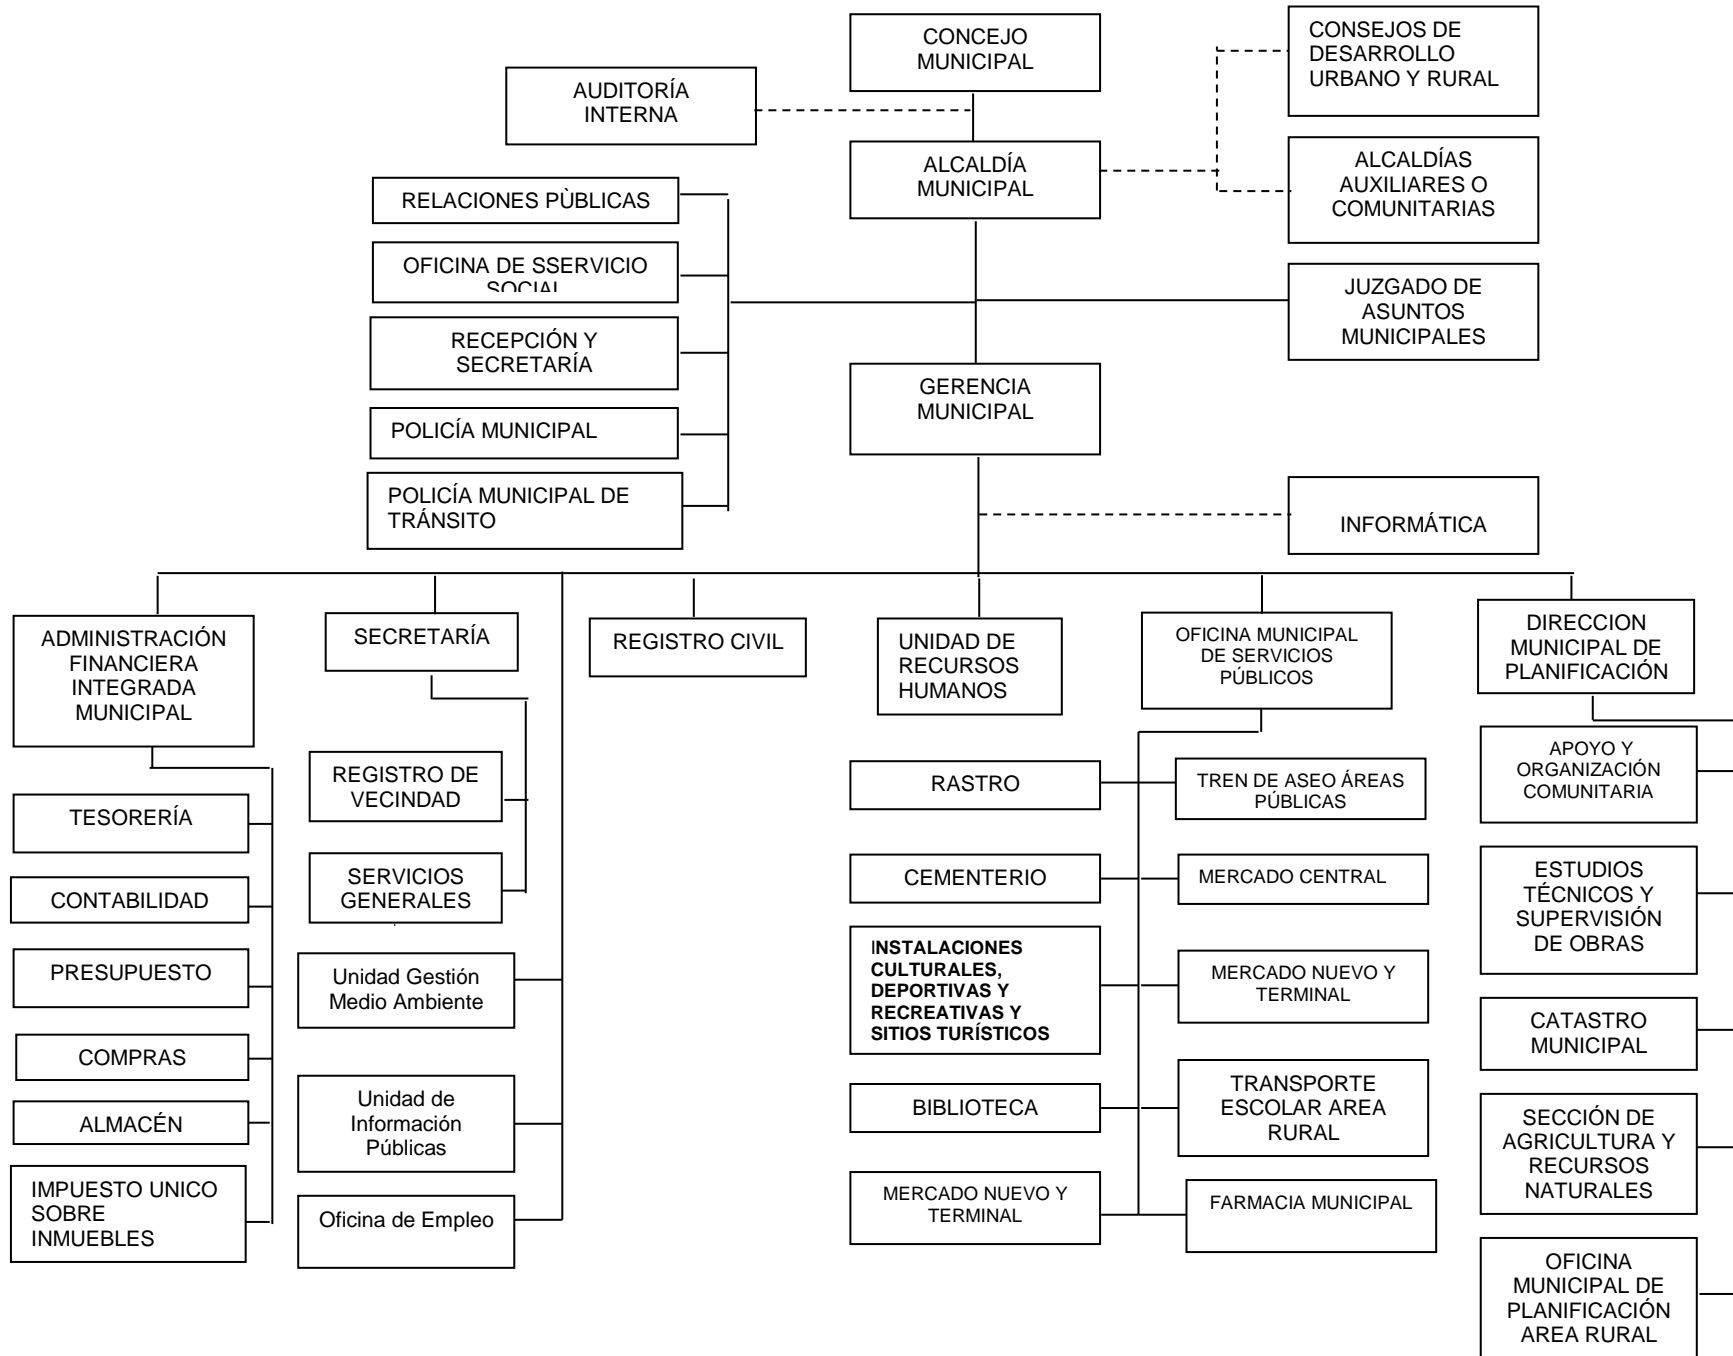 CONCEJO
MUNICIPAL
CONSEJOS DE
DESARROLLO
URBANO Y RURAL
AUDITORÍA
INTERNA
ALCALDÍA
MUNICIPAL
ALCALDÍAS
AUXILIARES O
COMUNITARIAS
RELACIONES PÙBLICAS
OFICINA DE SSERVICIO
SOCIAL
JUZGADO DE
ASUNTOS
MUNICIPALES
RECEPCIÓN Y
SECRETARÍA
GERENCIA
MUNICIPAL
POLICÍA MUNICIPAL
POLICÍA MUNICIPAL DE
TRÁNSITO
INFORMÁTICA
ADMINISTRACIÓN
FINANCIERA
INTEGRADA
MUNICIPAL
SECRETARÍA
REGISTRO CIVIL
UNIDAD DE
RECURSOS
HUMANOS
OFICINA MUNICIPAL
DE SERVICIOS
PÚBLICOS
DIRECCION
MUNICIPAL DE
PLANIFICACIÓN
TESORERÍA
CONTABILIDAD
PRESUPUESTO
COMPRAS
ALMACÉN
IMPUESTO UNICO
SOBRE
INMUEBLES
REGISTRO DE
VECINDAD
SERVICIOS
GENERALES
Unidad Gestión
Medio Ambiente
Unidad de
Información
Públicas
Oficina de Empleo
RASTRO
CEMENTERIO
INSTALACIONES
CULTURALES,
DEPORTIVAS Y
RECREATIVAS Y
SITIOS TURÍSTICOS
BIBLIOTECA
MERCADO NUEVO Y
TERMINAL
TREN DE ASEO ÁREAS
PÚBLICAS
MERCADO CENTRAL
MERCADO NUEVO Y
TERMINAL
TRANSPORTE
ESCOLAR AREA
RURAL
FARMACIA MUNICIPAL
APOYO Y
ORGANIZACIÓN
COMUNITARIA
ESTUDIOS
TÉCNICOS Y
SUPERVISIÓN
DE OBRAS
CATASTRO
MUNICIPAL
SECCIÓN DE
AGRICULTURA Y
RECURSOS
NATURALES
OFICINA
MUNICIPAL DE
PLANIFICACIÓN
AREA RURAL